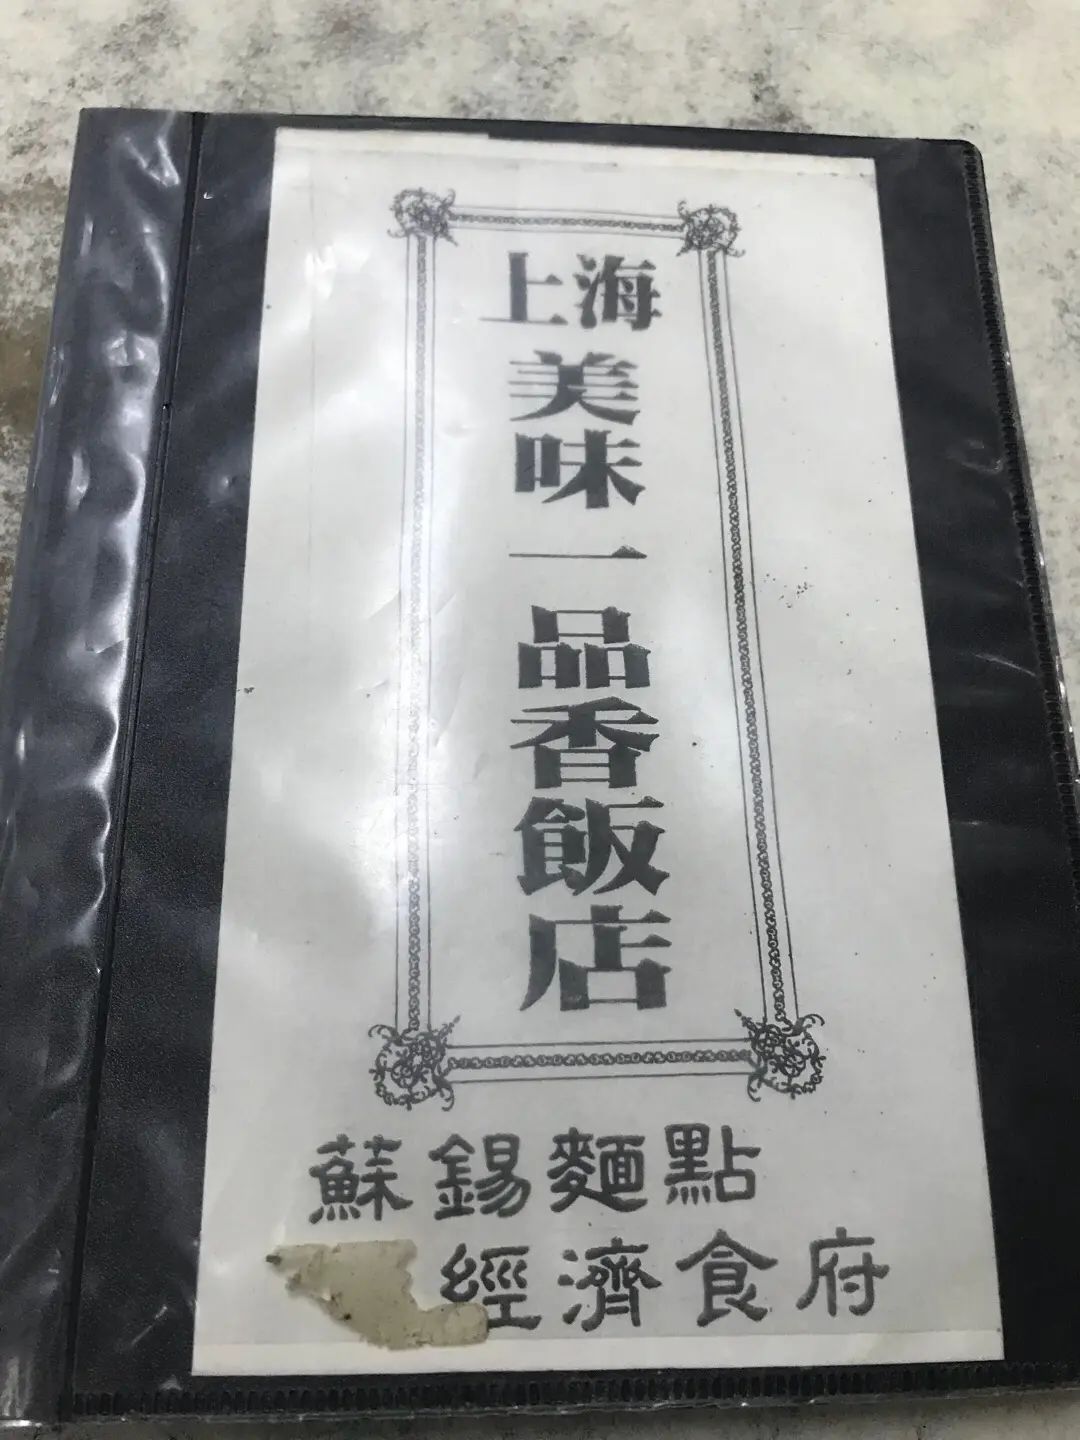 上海
美味一品香飯店
蘇錫麵點
經濟食府